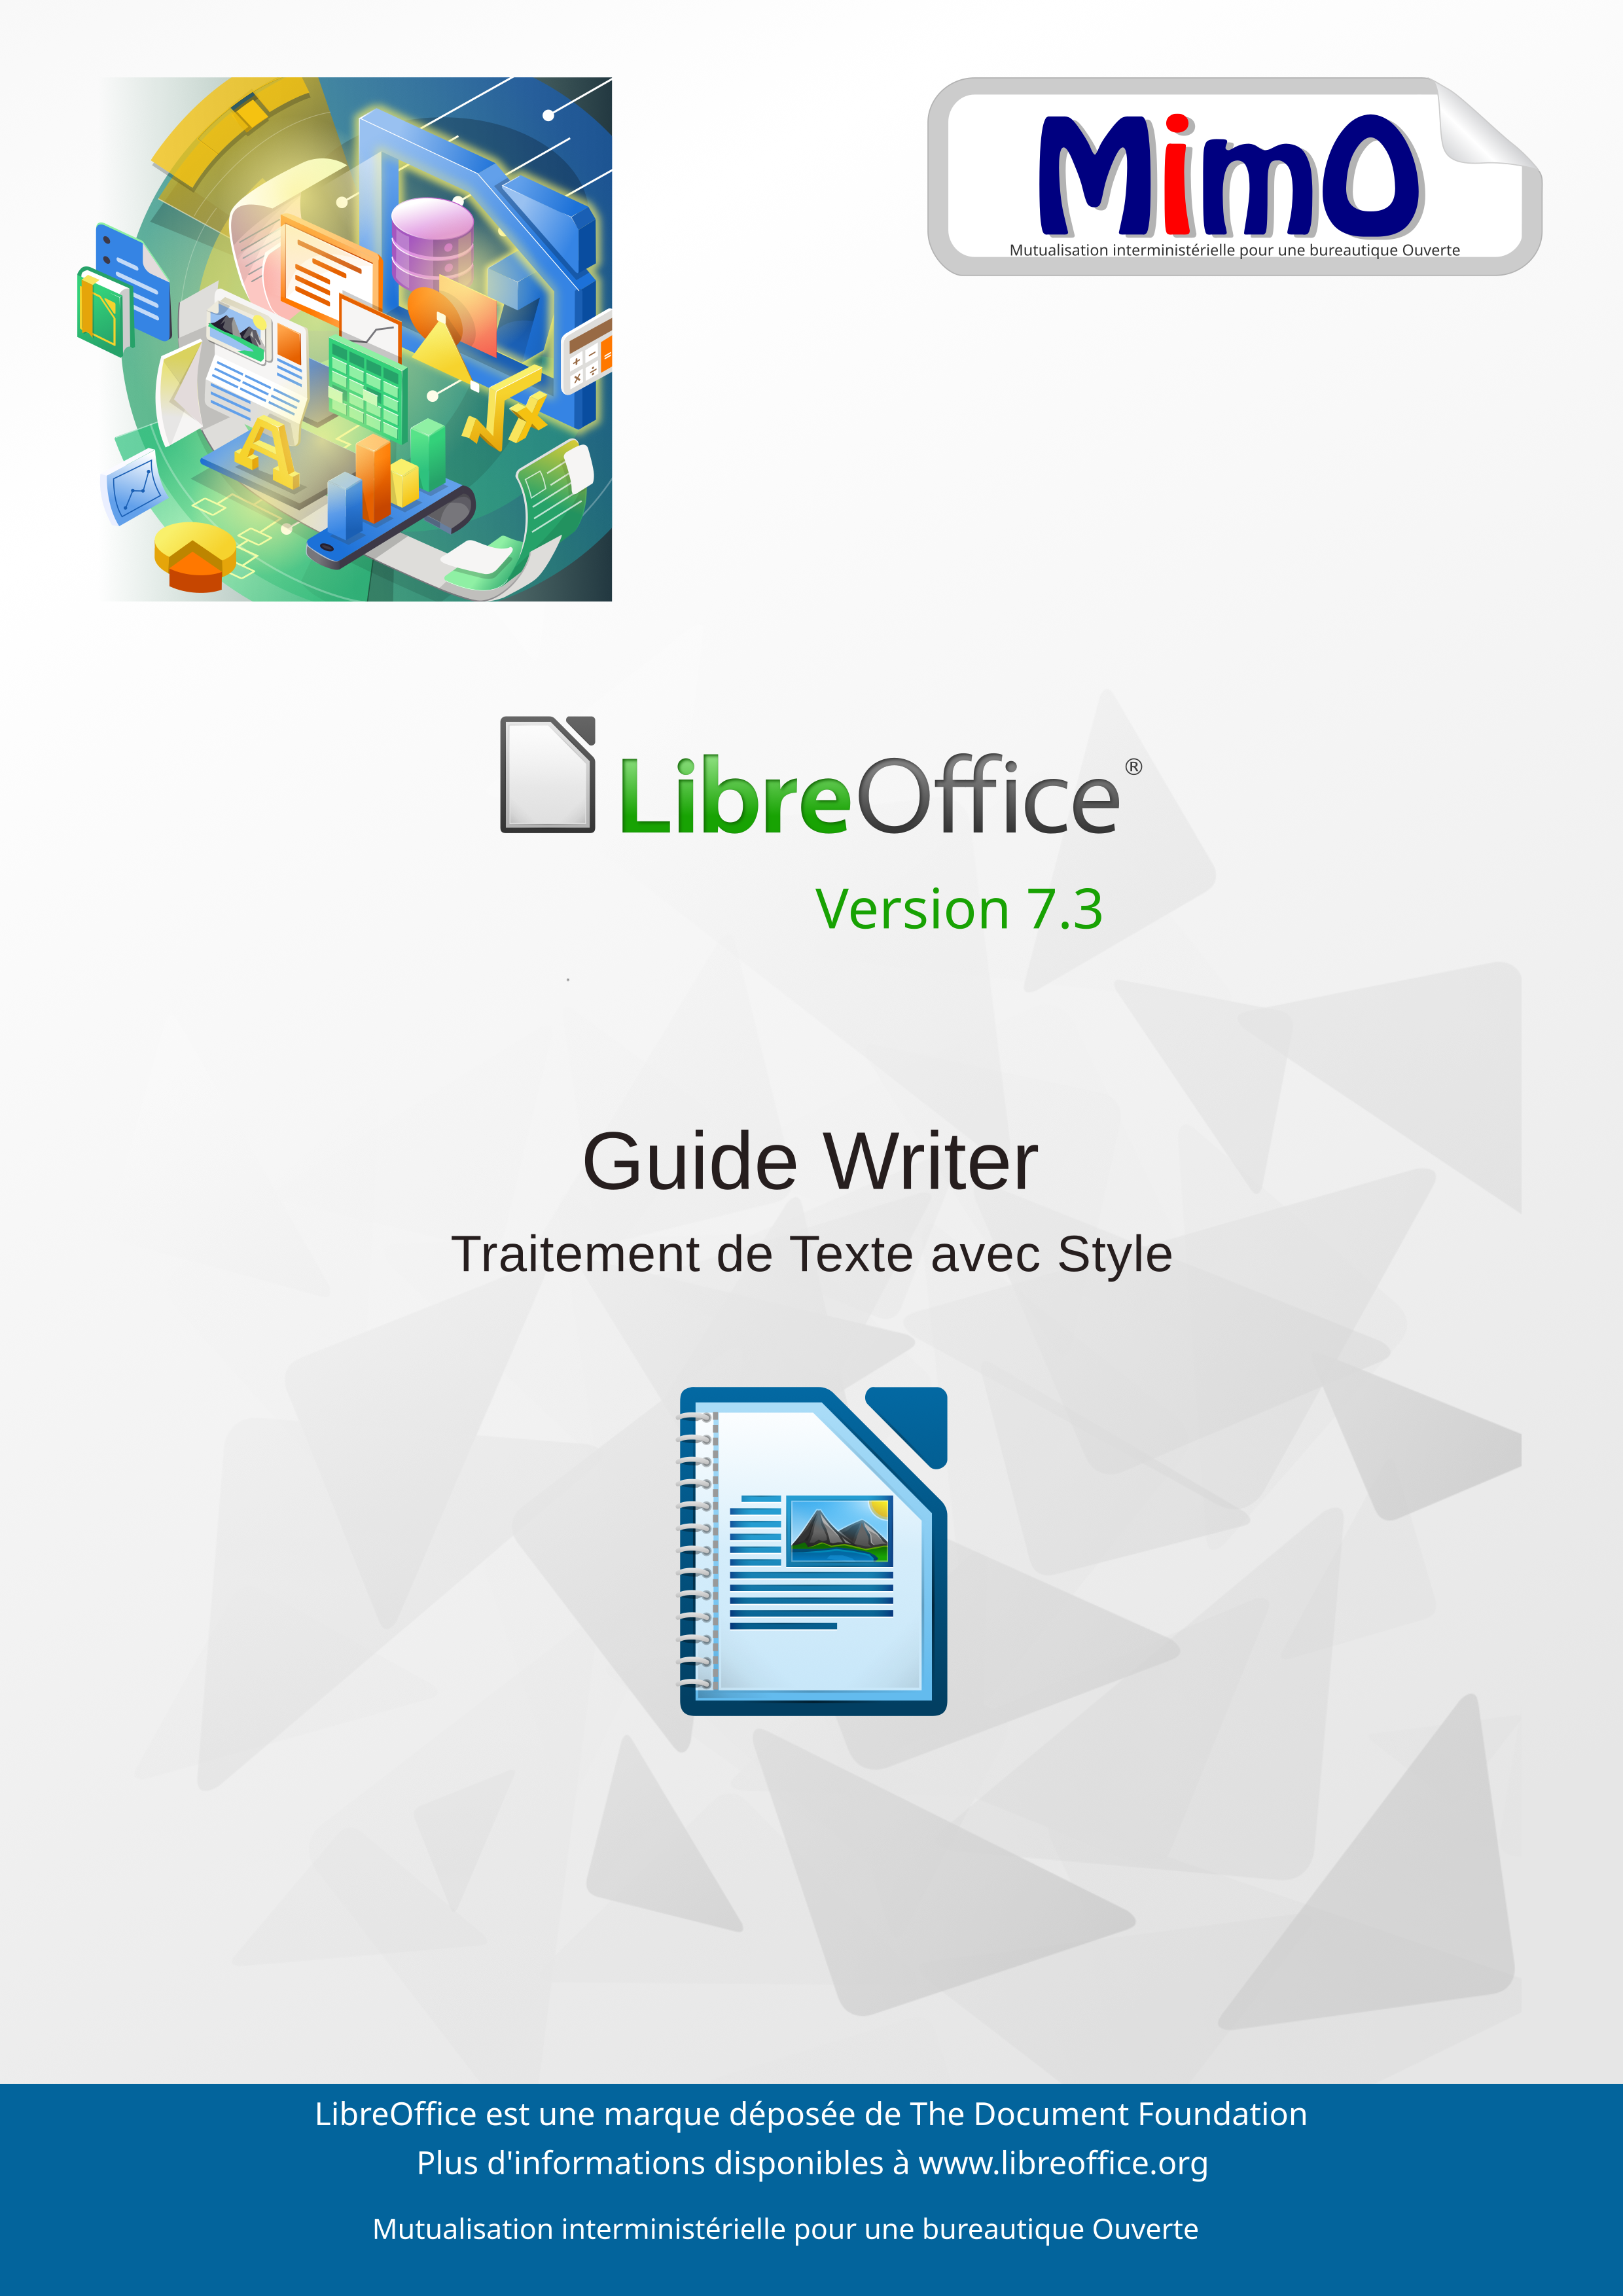 MimO
Mutualisation interministérielle pour une bureautique Ouverte
LibreOffice®
Version 7.3
Guide Writer
Traitement de Texte avec Style
LibreOffice est une marque déposée de The Document Foundation
Plus d'informations disponibles à www.libreoffice.org
Mutualisation interministérielle pour une bureautique Ouverte